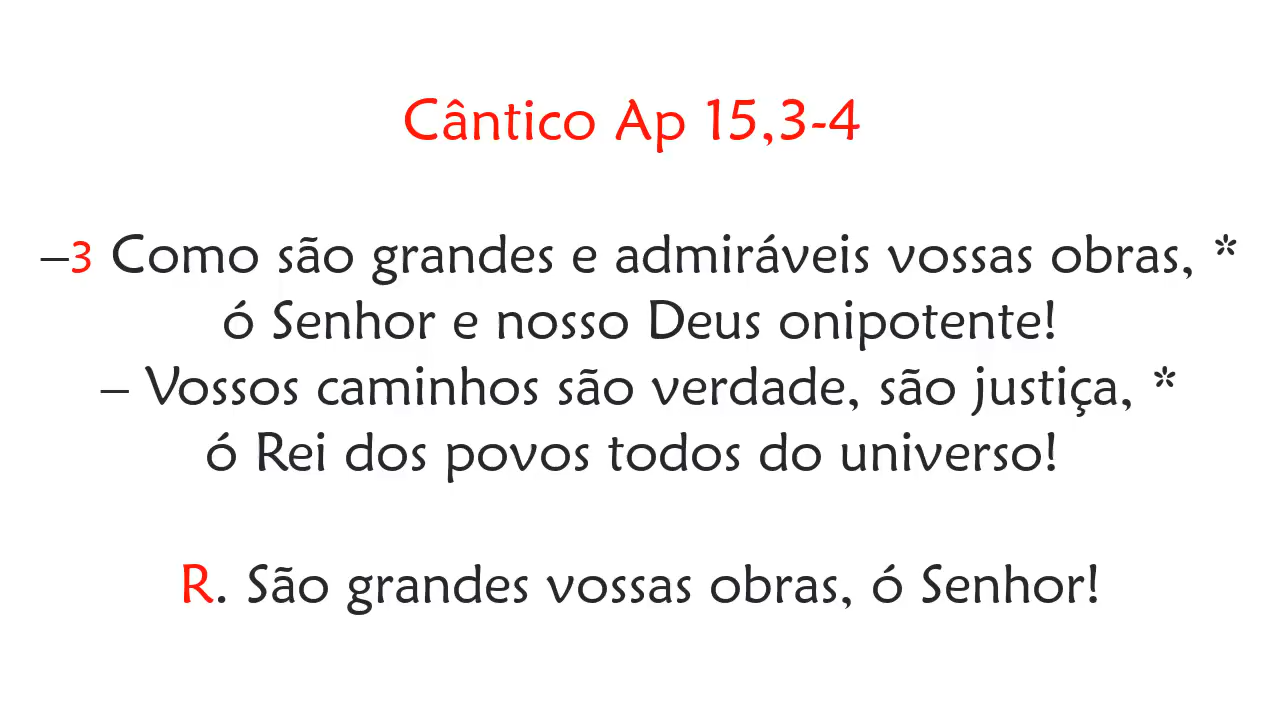 Cântico Ap 15,3-4
–3 Como são grandes e admiráveis vossas obras, *
ó Senhor e nosso Deus onipotente!
– Vossos caminhos são verdade, são justiça, *
ó Rei dos povos todos do universo!
R. São grandes vossas obras, ó Senhor!